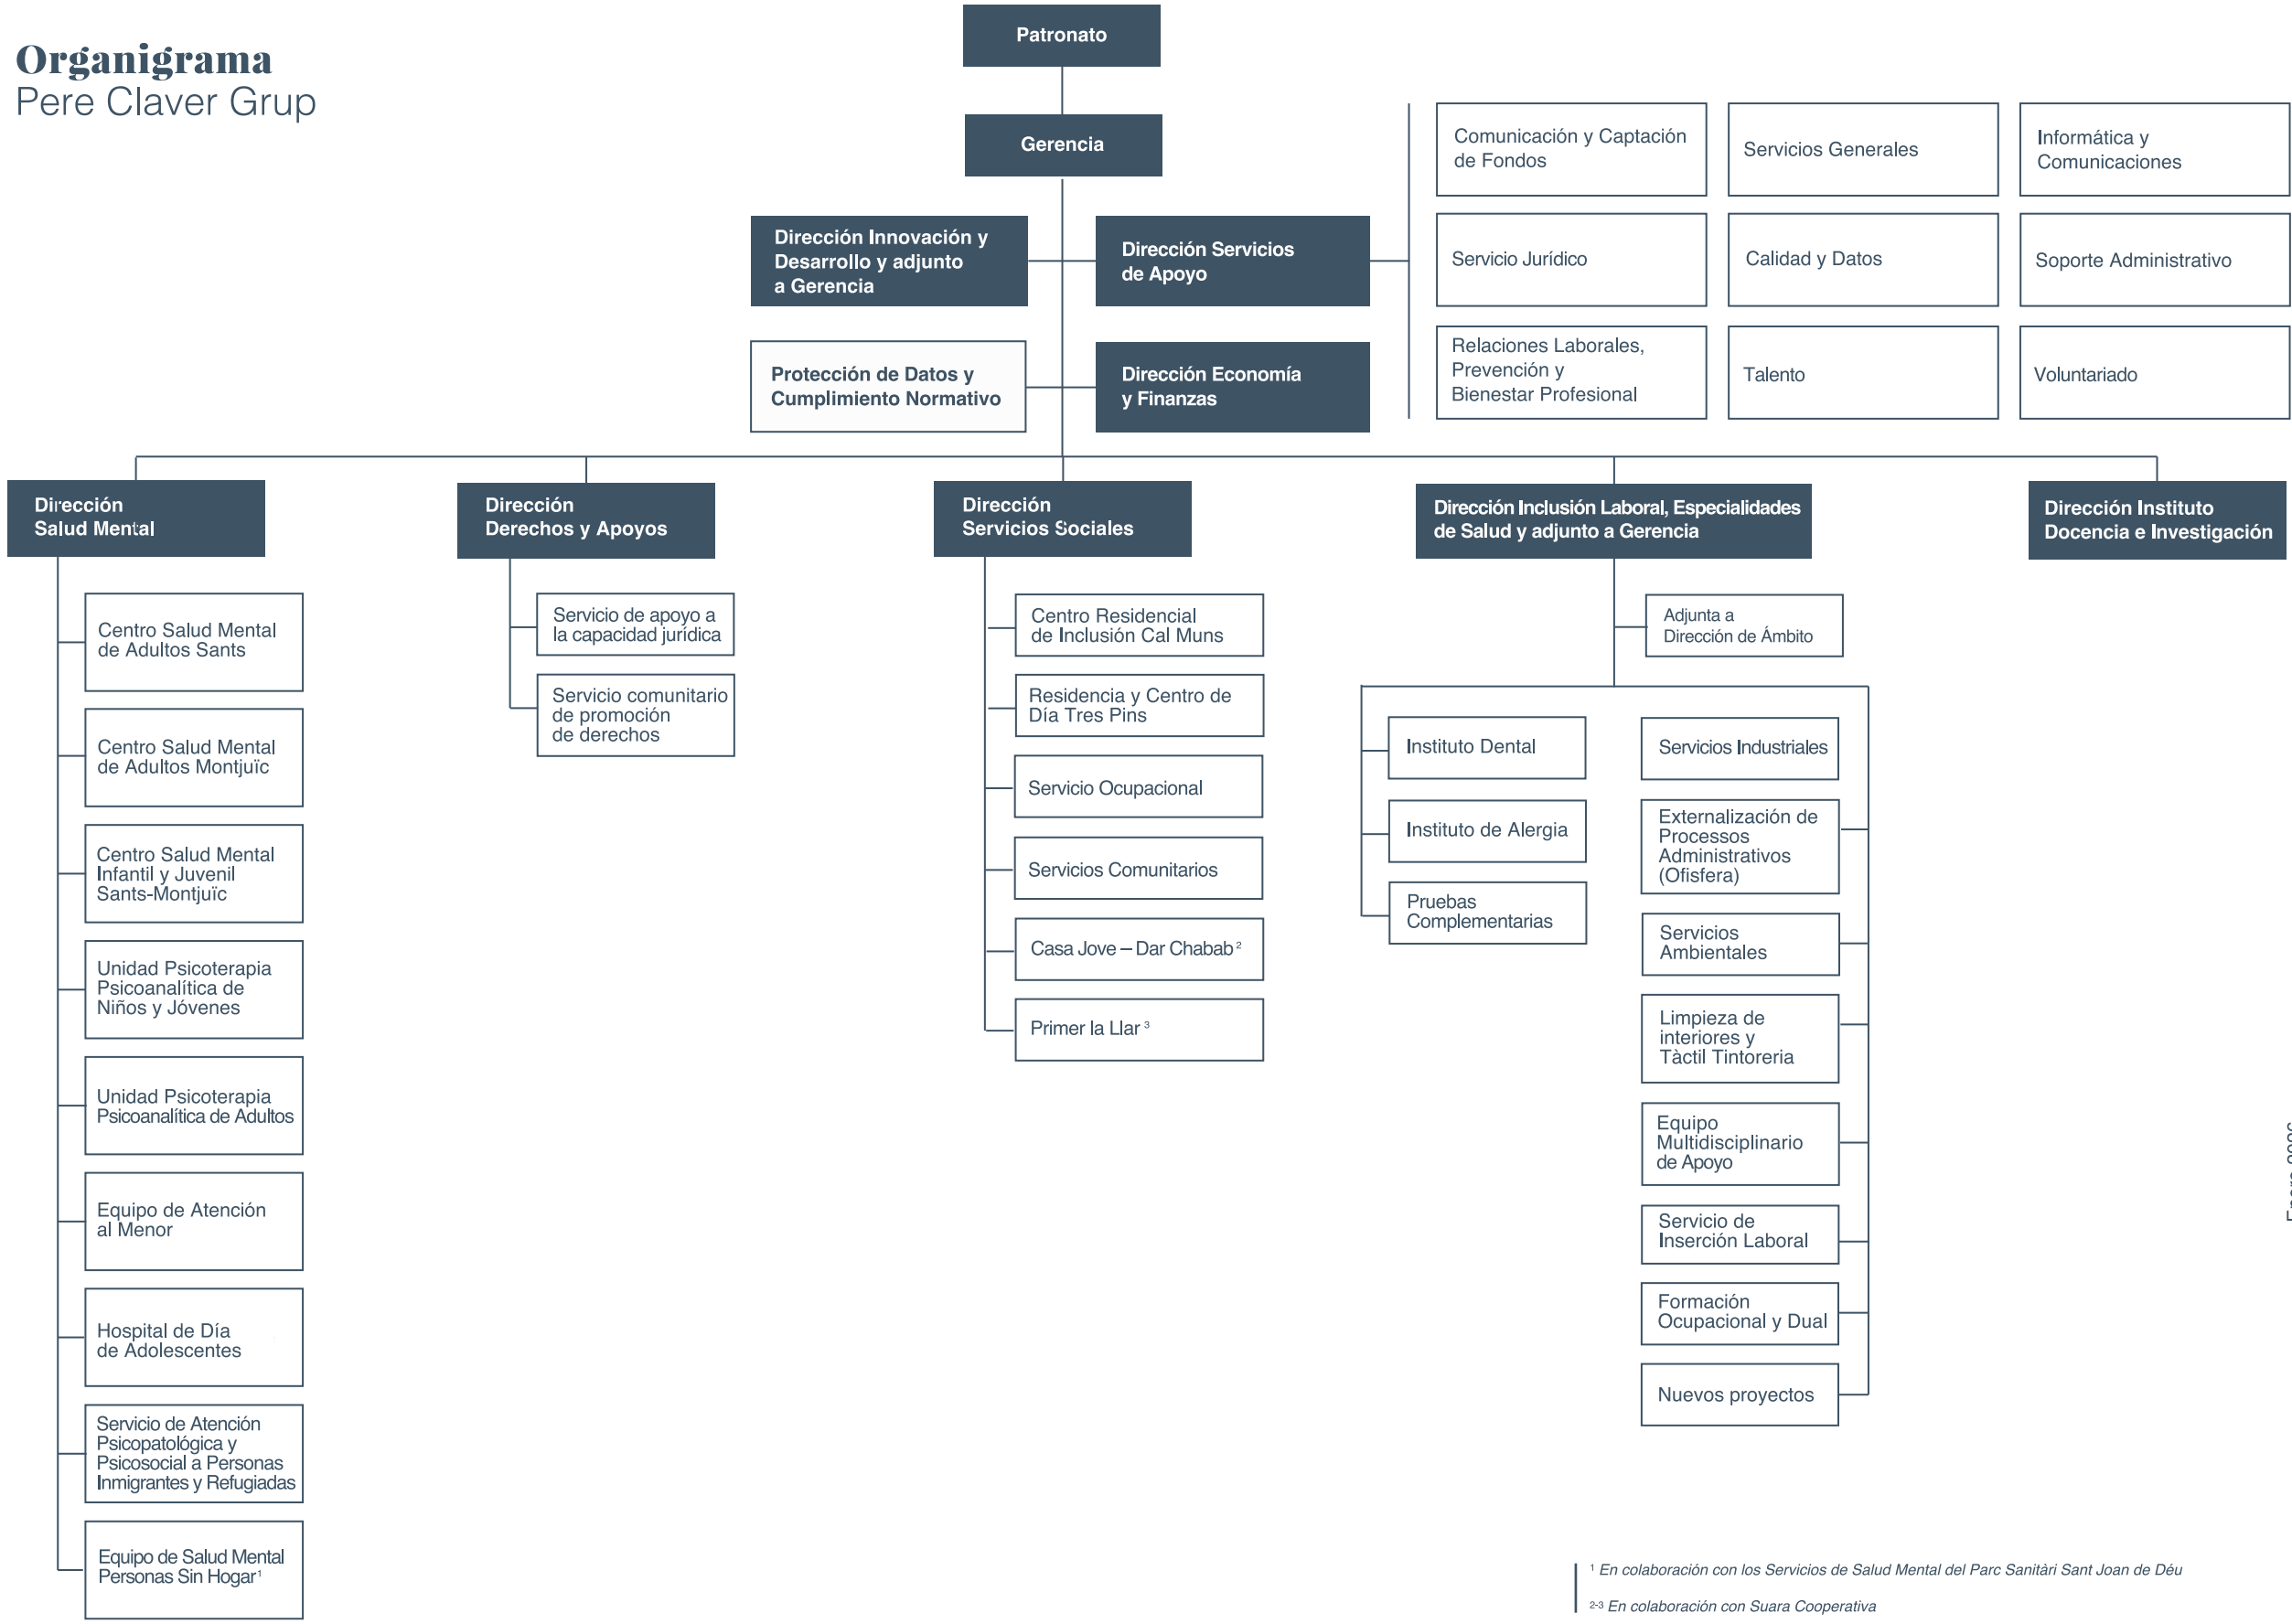 Organigrama
Pere Claver Grup
Patronato
Gerencia
Dirección Innovación y
Desarrollo y adjunto
a Gerencia
Dirección Servicios
de Apoyo
Protección de Datos y
Cumplimiento Normativo
Dirección Economía
y Finanzas
Comunicación y Captación
de Fondos
Servicios Generales
Informática y
Comunicaciones
Servicio Jurídico
Calidad y Datos
Soporte Administrativo
Relaciones Laborales,
Prevención y
Bienestar Profesional
Talento
Voluntariado
Dirección
Salud Mental
Centro Salud Mental
de Adultos Sants
Centro Salud Mental
de Adultos Montjuïc
Centro Salud Mental
Infantil y Juvenil
Sants-Montjuïc
Unidad Psicoterapia
Psicoanalítica de
Niños y Jóvenes
Unidad Psicoterapia
Psicoanalítica de Adultos
Equipo de Atención
al Menor
Hospital de Día
de Adolescentes
Servicio de Atención
Psicopatológica y
Psicosocial a Personas
Inmigrantes y Refugiadas
Equipo de Salud Mental
Personas Sin Hogar ¹
Dirección
Derechos y Apoyos
Servicio de apoyo a
la capacidad jurídica
Servicio comunitario
de promoción
de derechos
Dirección
Servicios Sociales
Centro Residencial
de Inclusión Cal Muns
Residencia y Centro de
Día Tres Pins
Servicio Ocupacional
Servicios Comunitarios
Casa Jove – Dar Chabab ²
Primer la Llar ³
Dirección Inclusión Laboral, Especialidades
de Salud y adjunto a Gerencia
Adjunta a
Dirección de Ámbito
Instituto Dental
Instituto de Alergia
Pruebas
Complementarias
Servicios Industriales
Externalización de
Processos
Administrativos
(Ofisfera)
Servicios
Ambientales
Limpieza de
interiores y
Tàctil Tintoreria
Equipo
Multidisciplinario
de Apoyo
Servicio de
Inserción Laboral
Formación
Ocupacional y Dual
Nuevos proyectos
Dirección Instituto
Docencia e Investigación
¹ En colaboración con los Servicios de Salud Mental del Parc Sanitàri Sant Joan de Déu
²⁻³ En colaboración con Suara Cooperativa